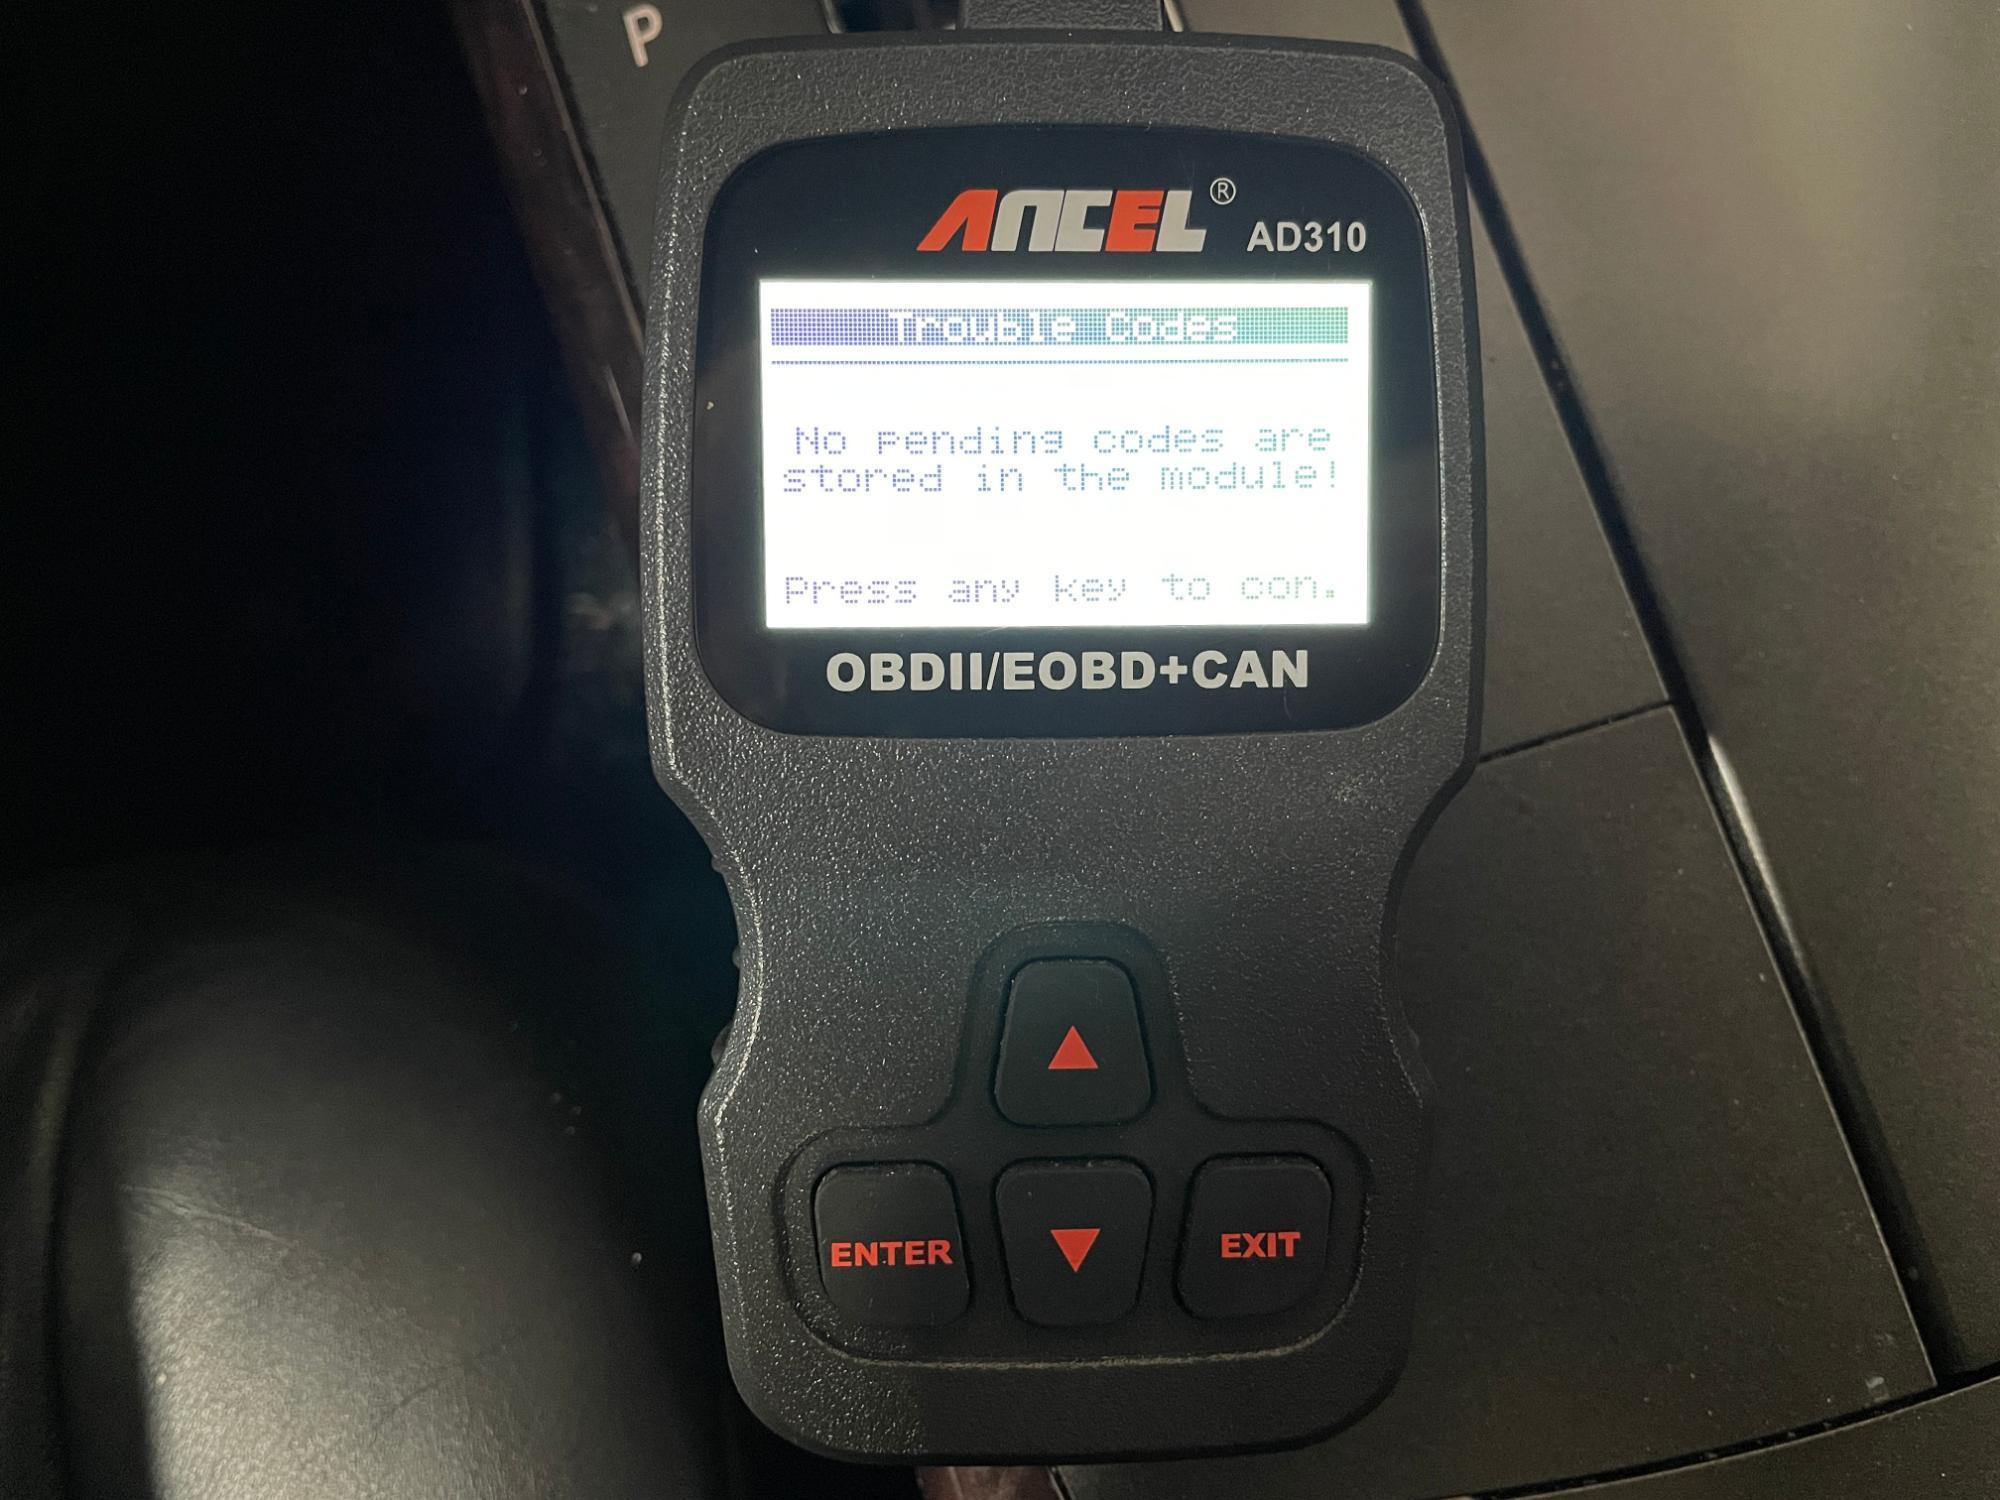 P
ANCEL®
AD310
Trouble Codes
No pending codes are
stored in the module!
Press any key to con.
OBDII/EOBD+CAN
ENTER
EXIT